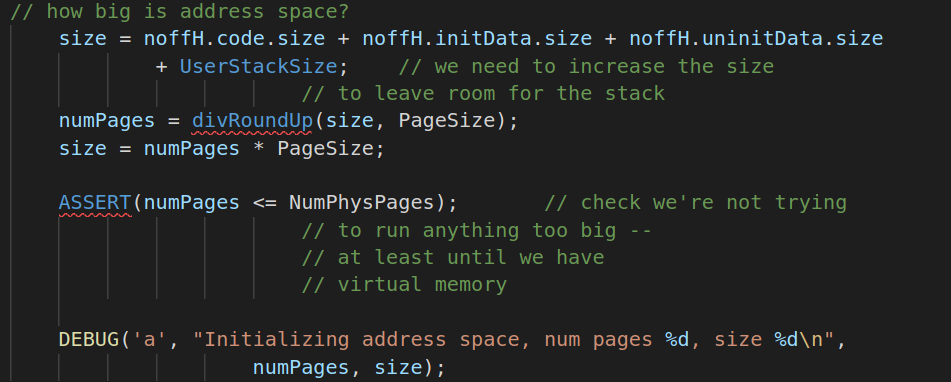 // how big is address space?
size = noffH.code.size + noffH.initData.size + noffH.uninitData.size
+ UserStackSize;    // we need to increase the size
// to leave room for the stack
numPages = divRoundUp(size, PageSize);
size = numPages * PageSize;
ASSERT(numPages <= NumPhysPages);       // check we're not trying
// to run anything too big --
// at least until we have
// virtual memory
DEBUG('a', "Initializing address space, num pages %d, size %d\n",
numPages, size);